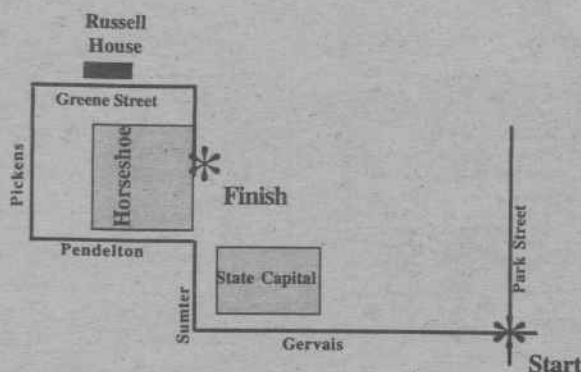 Russell
House
Greene Street
Pickens
Horseshoe
Finish
Pendelton
State Capital
Park Street
Sumter
Gervais
Start